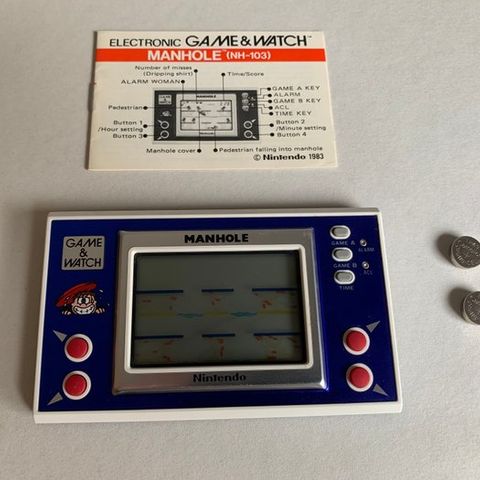 ELECTRONIC GAME & WATCH™
MANHOLE™ (NH-103)
Number of misses
(Dripping shirt)
Time/Score
ALARM WOMAN
GAME A KEY
ALARM
GAME B KEY
ACL
TIME KEY
MANHOLE
Pedestrian
Button 1
/Hour setting
Button 3
Button 2
/Minute setting
Button 4
Manhole cover
Pedestrian falling into manhole
© Nintendo 1983
GAME
&
WATCH
MANHOLE
GAME A
ALARM
GAME B
ACL
TIME
Nintendo